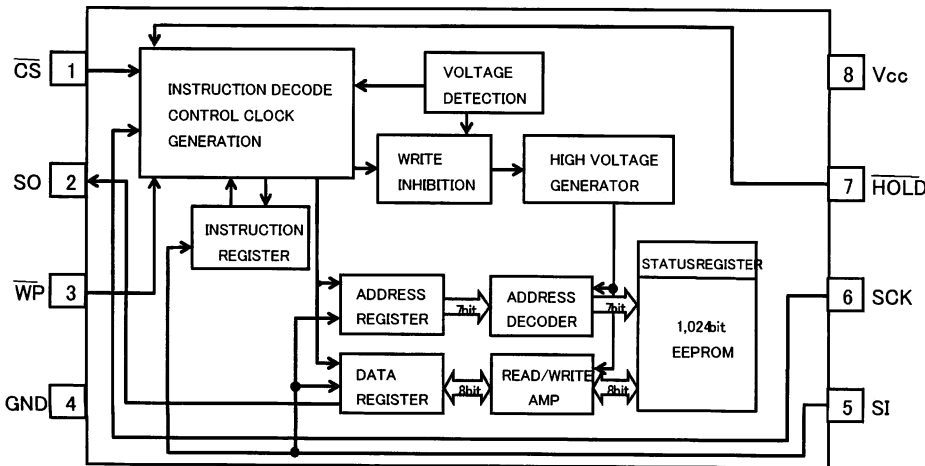 CS
1
SO
2
WP
3
GND
4
INSTRUCTION DECODE
CONTROL CLOCK
GENERATION
VOLTAGE
DETECTION
WRITE
INHIBITION
HIGH VOLTAGE
GENERATOR
INSTRUCTION
REGISTER
ADDRESS
REGISTER
7bit
ADDRESS
DECODER
7bit
DATA
REGISTER
8bit
READ/WRITE
AMP
8bit
STATUSREGISTER
1,024bit
EEPROM
8
Vcc
7
HOLD
6
SCK
5
SI